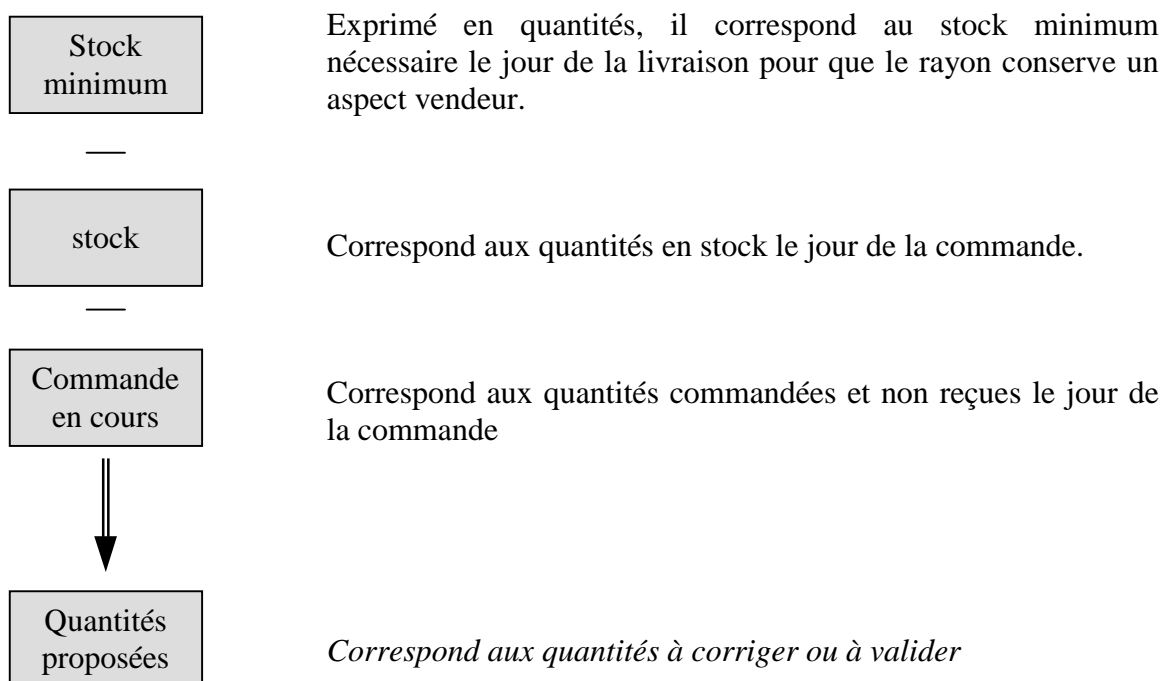 Stock
minimum
Exprimé en quantités, il correspond au stock minimum
nécessaire le jour de la livraison pour que le rayon conserve un
aspect vendeur.
—
stock
Correspond aux quantités en stock le jour de la commande.
—
Commande
en cours
Correspond aux quantités commandées et non reçues le jour de
la commande
Quantités
proposées
Correspond aux quantités à corriger ou à valider